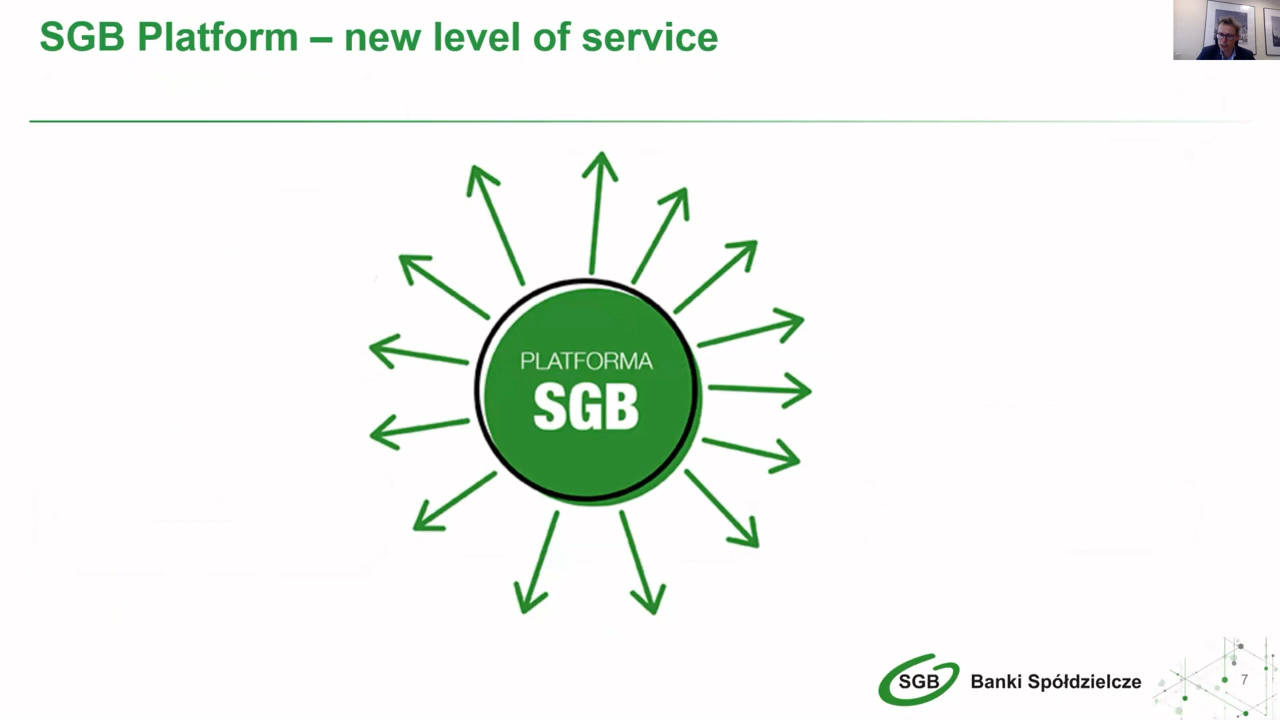 SGB Platform – new level of service
PLATFORMA
SGB
SGB Banki Spółdzielcze
7